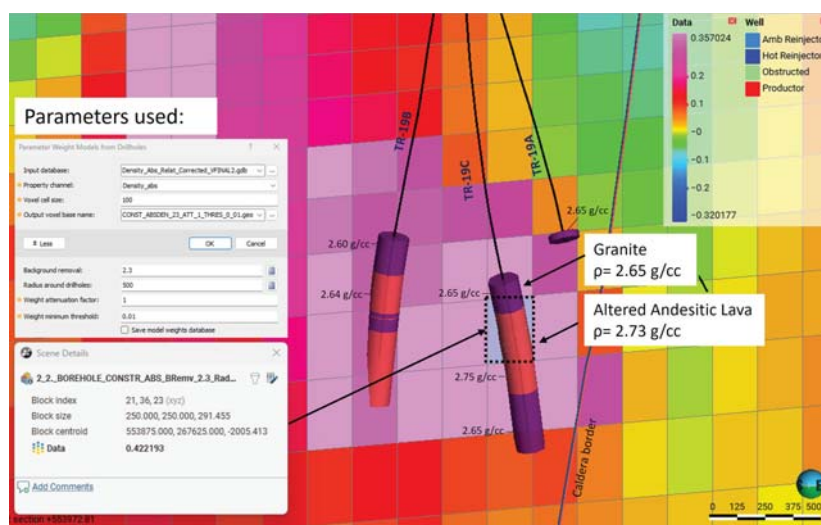 Parameters used:
Parameter Weight Models from Drillholes
Input database:
Density_Abs_Relat_Corrected_VFINAL2.gdb
Property channel:
Density_abs
Voxel cell size:
100
Output voxel base name:
CONST_ABSDEN_23_ATT_1_THRES_0_01.geo
Less
OK
Cancel
Background removal:
2.3
Radius around drillholes:
500
Weight attenuation factor:
1
Weight minimum threshold:
0.01
Save model weights database
Scene Details
2_2._BOREHOLE_CONSTR_ABS_BRemv_2.3_Rad...
Block index
21, 36, 23 (xyz)
Block size
250.000, 250.000, 291.455
Block centroid
553875.000, 267625.000, -2005.413
Data
0.422193
Add Comments
section +553972.81
TR-19B
TR-19C
TR-19A
2.60 g/cc
2.64 g/cc
2.65 g/cc
2.65 g/cc
2.75 g/cc
2.65 g/cc
Granite
ρ= 2.65 g/cc
Altered Andesitic Lava
ρ= 2.73 g/cc
Caldera border
Data
0.357024
0.2
0.1
-0
-0.1
-0.2
-0.320177
Well
Amb Reinjecto
Hot Reinjector
Obstructed
Productor
E
0 125 250 375 500